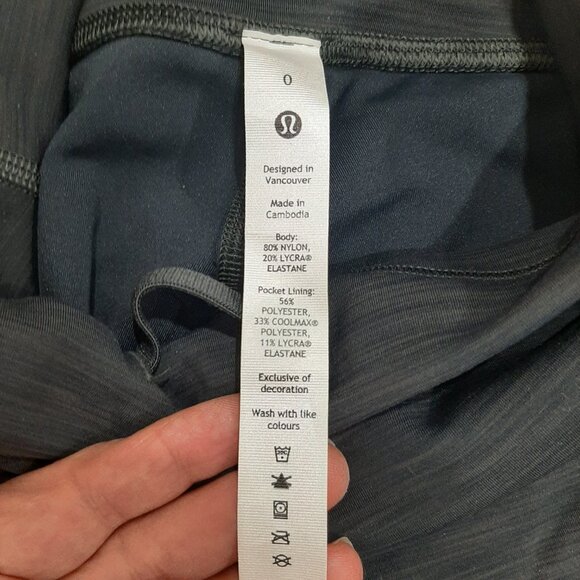 0
Designed in
Vancouver
Made in
Cambodia
Body:
80% NYLON,
20% LYCRA®
ELASTANE
Pocket Lining:
56%
POLYESTER,
33% COOLMAX®
POLYESTER,
11% LYCRA®
ELASTANE
Exclusive of
decoration
Wash with like
colours